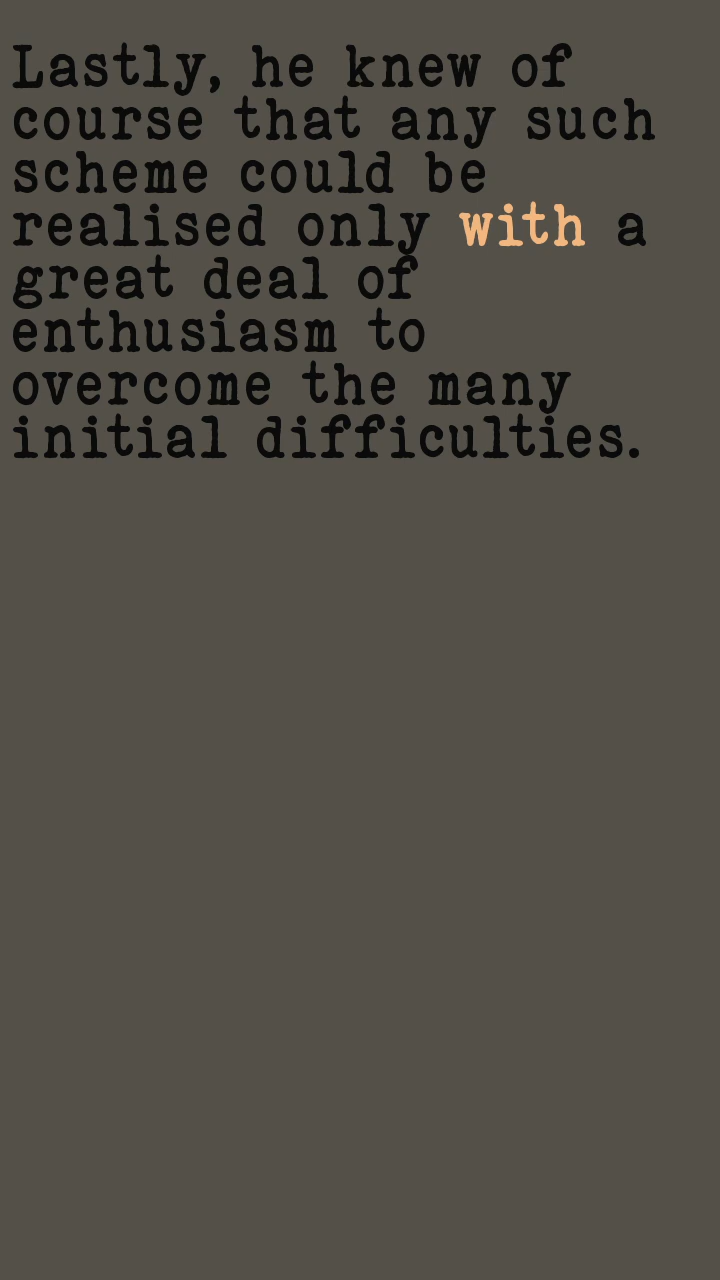 Lastly, he knew of
course that any such
scheme could be
realised only with a
great deal of
enthusiasm to
overcome the many
initial difficulties.